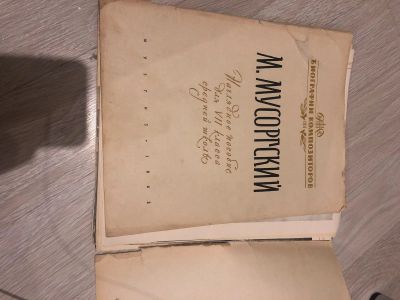 БИОГРАФИИ КОМПОЗИТОРОВ
М. МУСОРГСКИЙ
Наглядное пособие
для VII класса
средней школы
МУЗГИЗ